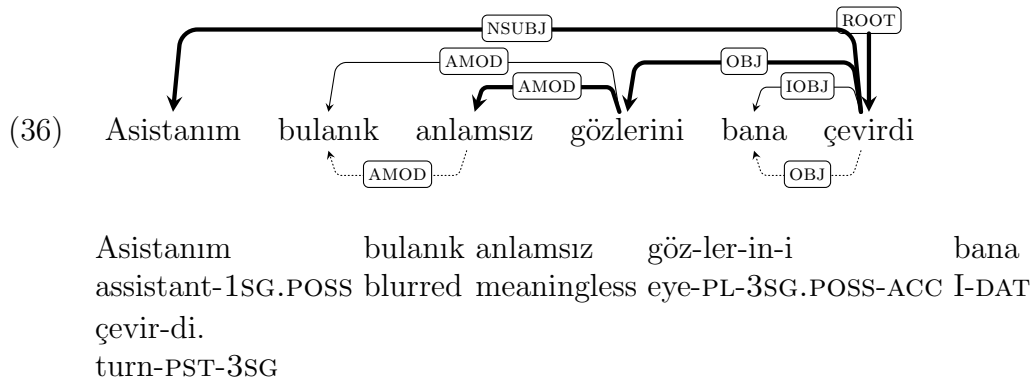 NSUBJ ROOT
AMOD OBJ
AMOD IOBJ
(36) Asistanım bulanık anlamsız gözlerini bana çevirdi
AMOD OBJ
Asistanım bulanık anlamsız göz-ler-in-i bana
assistant-1SG.POSS blurred meaningless eye-PL-3SG.POSS-ACC I-DAT
çevir-di.
turn-PST-3SG